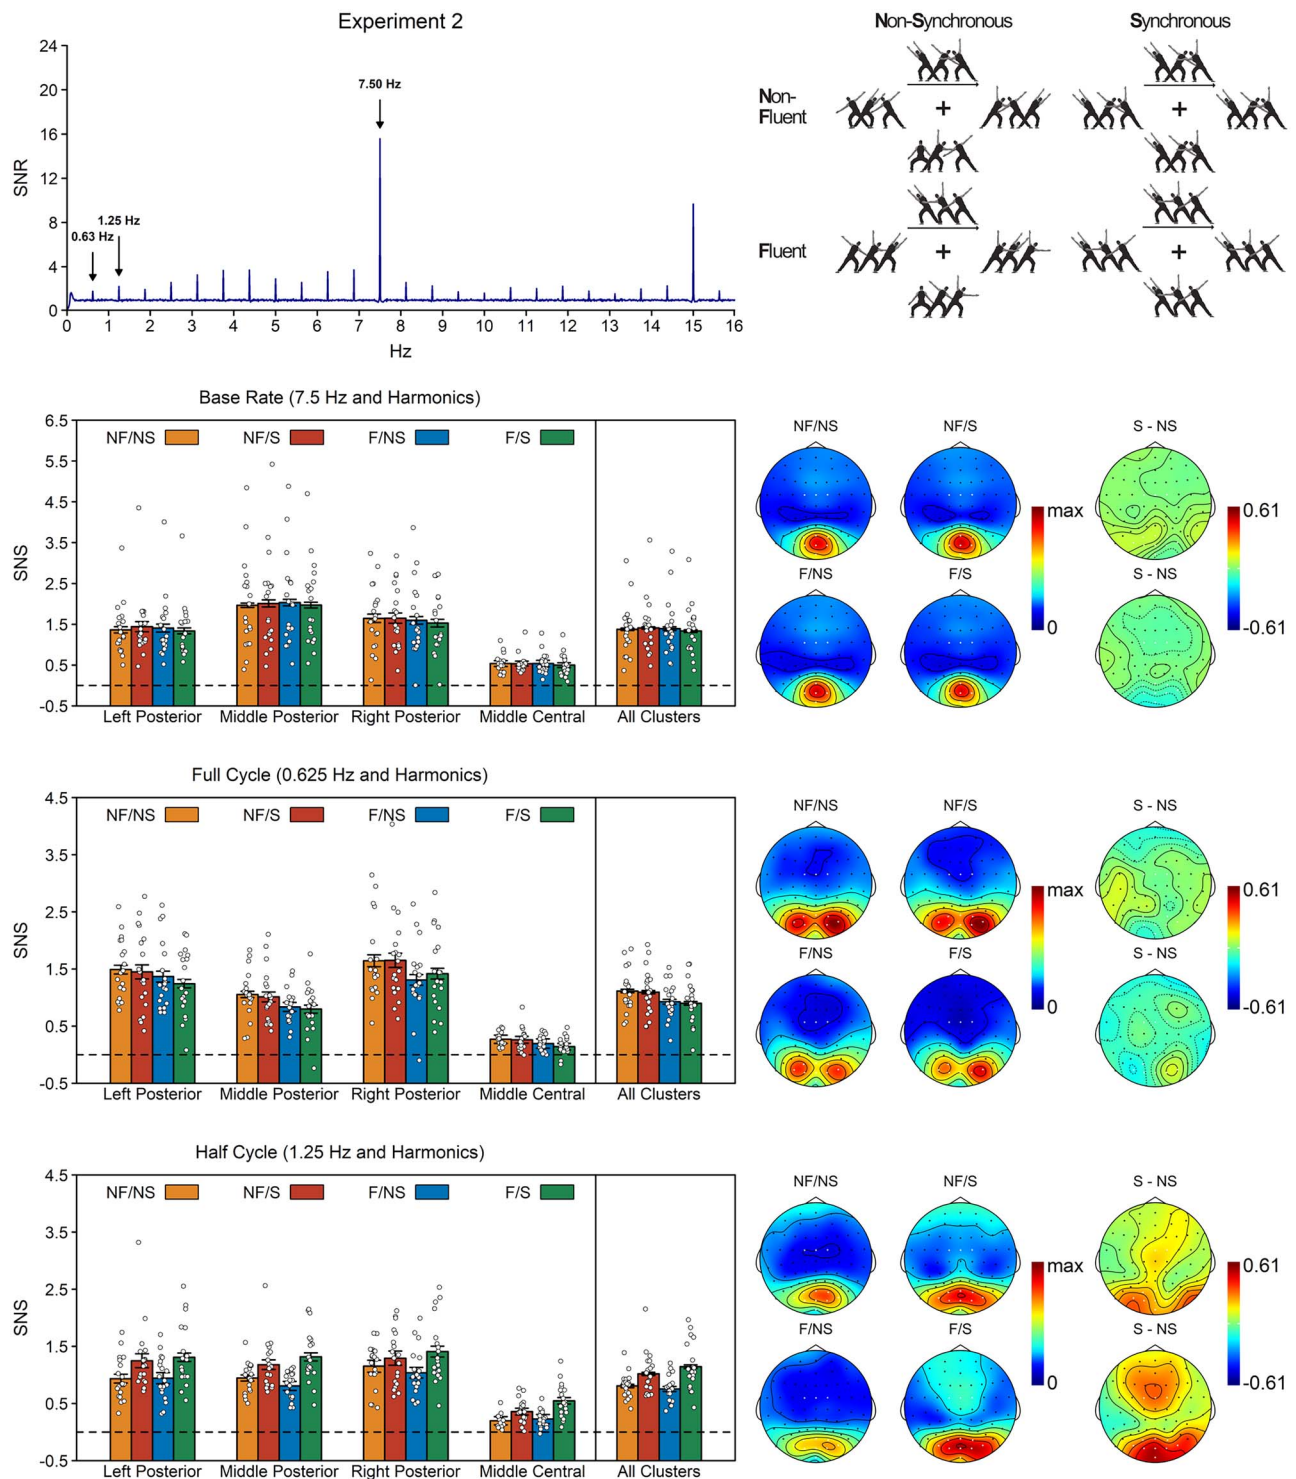 Experiment 2
24
20
16
12
8
4
0
SNR
7.50 Hz
1.25 Hz
0.63 Hz
0 1 2 3 4 5 6 7 8 9 10 11 12 13 14 15 16
Hz
Non-Synchronous Synchronous
Non-
Fluent
+ +
Fluent
+ +
Base Rate (7.5 Hz and Harmonics)
6.5
5.5
4.5
3.5
2.5
1.5
0.5
-0.5
SNS
NF/NS NF/S F/NS F/S
Left Posterior Middle Posterior Right Posterior Middle Central All Clusters
NF/NS NF/S S - NS
F/NS F/S S - NS
max
0
0.61
-0.61
Full Cycle (0.625 Hz and Harmonics)
4.5
3.5
2.5
1.5
0.5
-0.5
SNS
NF/NS NF/S F/NS F/S
Left Posterior Middle Posterior Right Posterior Middle Central All Clusters
NF/NS NF/S S - NS
F/NS F/S S - NS
max
0
0.61
-0.61
Half Cycle (1.25 Hz and Harmonics)
4.5
3.5
2.5
1.5
0.5
-0.5
SNS
NF/NS NF/S F/NS F/S
Left Posterior Middle Posterior Right Posterior Middle Central All Clusters
NF/NS NF/S S - NS
F/NS F/S S - NS
max
0
0.61
-0.61